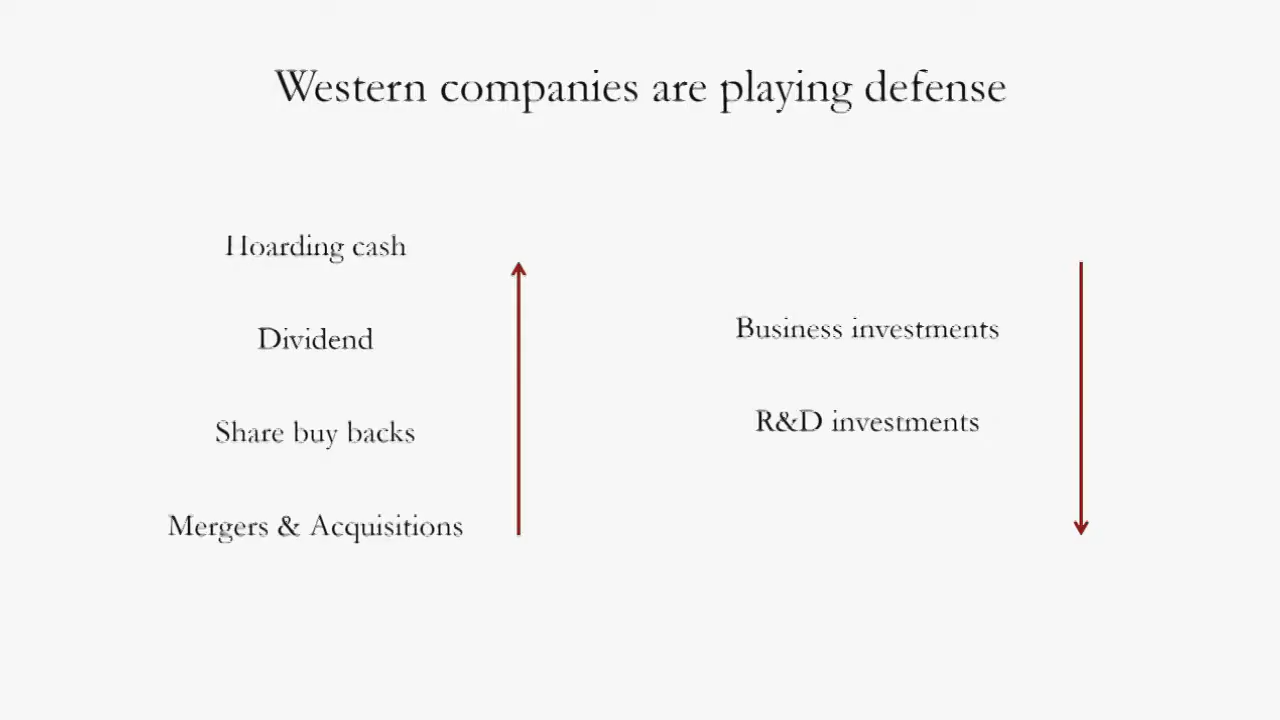 Western companies are playing defense
Hoarding cash
Dividend
Share buy backs
Mergers & Acquisitions
Business investments
R&D investments